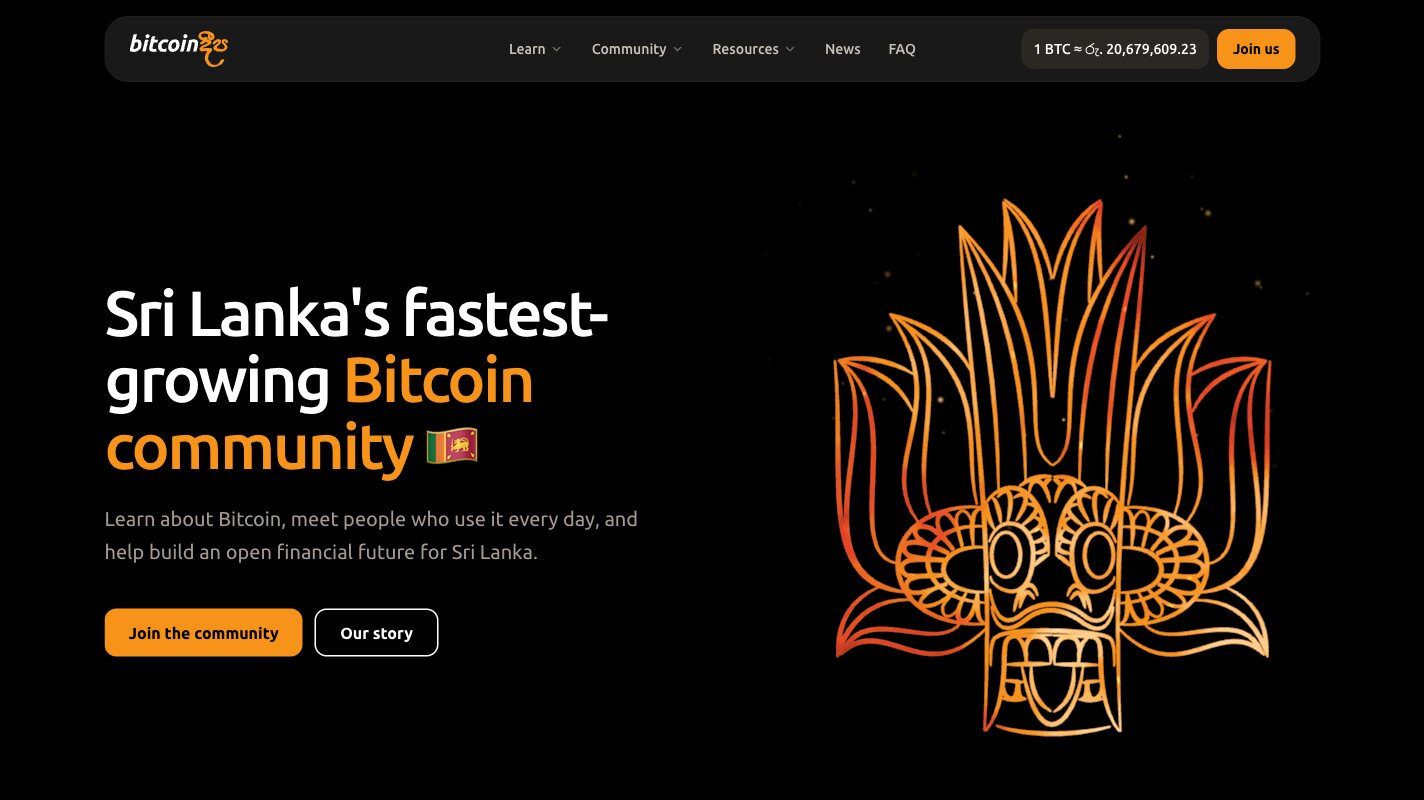 bitcoinදීප
Learn
Community
Resources
News
FAQ
1 BTC ≈ රු. 20,679,609.23
Join us
Sri Lanka's fastest-
growing Bitcoin
community
Learn about Bitcoin, meet people who use it every day, and
help build an open financial future for Sri Lanka.
Join the community
Our story